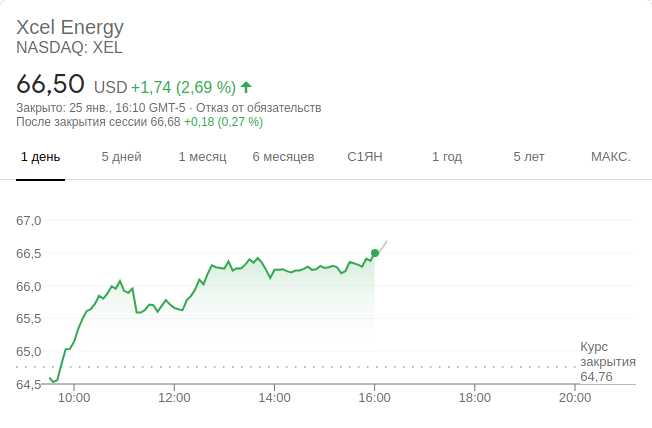 Xcel Energy
NASDAQ: XEL
66,50 USD +1,74 (2,69 %)
Закрыто: 25 янв., 16:10 GMT-5 · Отказ от обязательств
После закрытия сессии 66,68 +0,18 (0,27 %)
1 день 5 дней 1 месяц 6 месяцев С1ЯН 1 год 5 лет МАКС.
67,0
66,5
66,0
65,5
65,0
64,5
Курс
закрытия
64,76
10:00 12:00 14:00 16:00 18:00 20:00